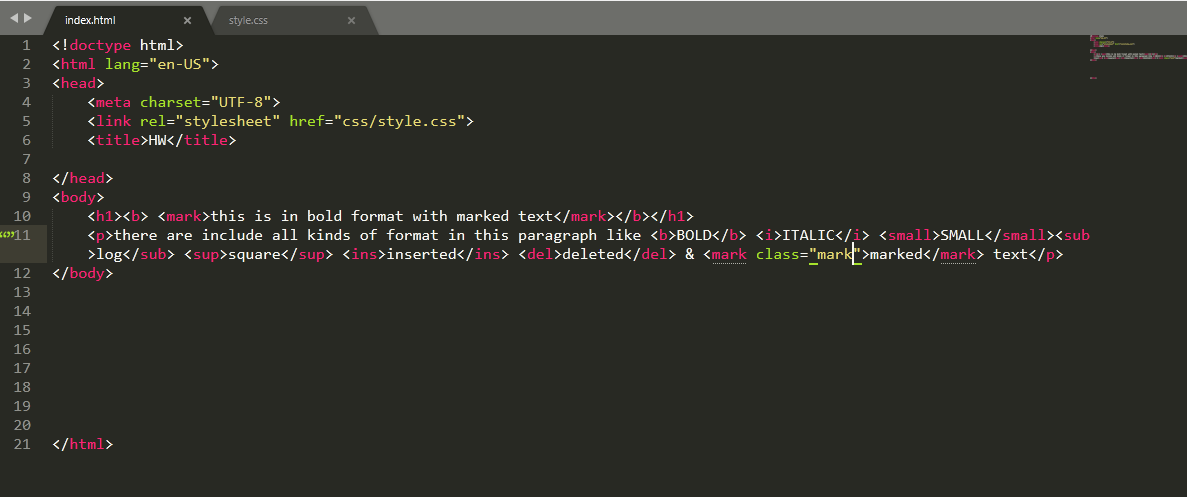 index.html × style.css ×
1 <!doctype html>
2 <html lang="en-US">
3 <head>
4 <meta charset="UTF-8">
5 <link rel="stylesheet" href="css/style.css">
6 <title>HW</title>
7
8 </head>
9 <body>
10 <h1><b> <mark>this is in bold format with marked text</mark></b></h1>
11 <p>there are include all kinds of format in this paragraph like <b>BOLD</b> <i>ITALIC</i> <small>SMALL</small><sub
>log</sub> <sup>square</sup> <ins>inserted</ins> <del>deleted</del> & <mark class="mark">marked</mark> text</p>
12 </body>
13
14
15
16
17
18
19
20
21 </html>